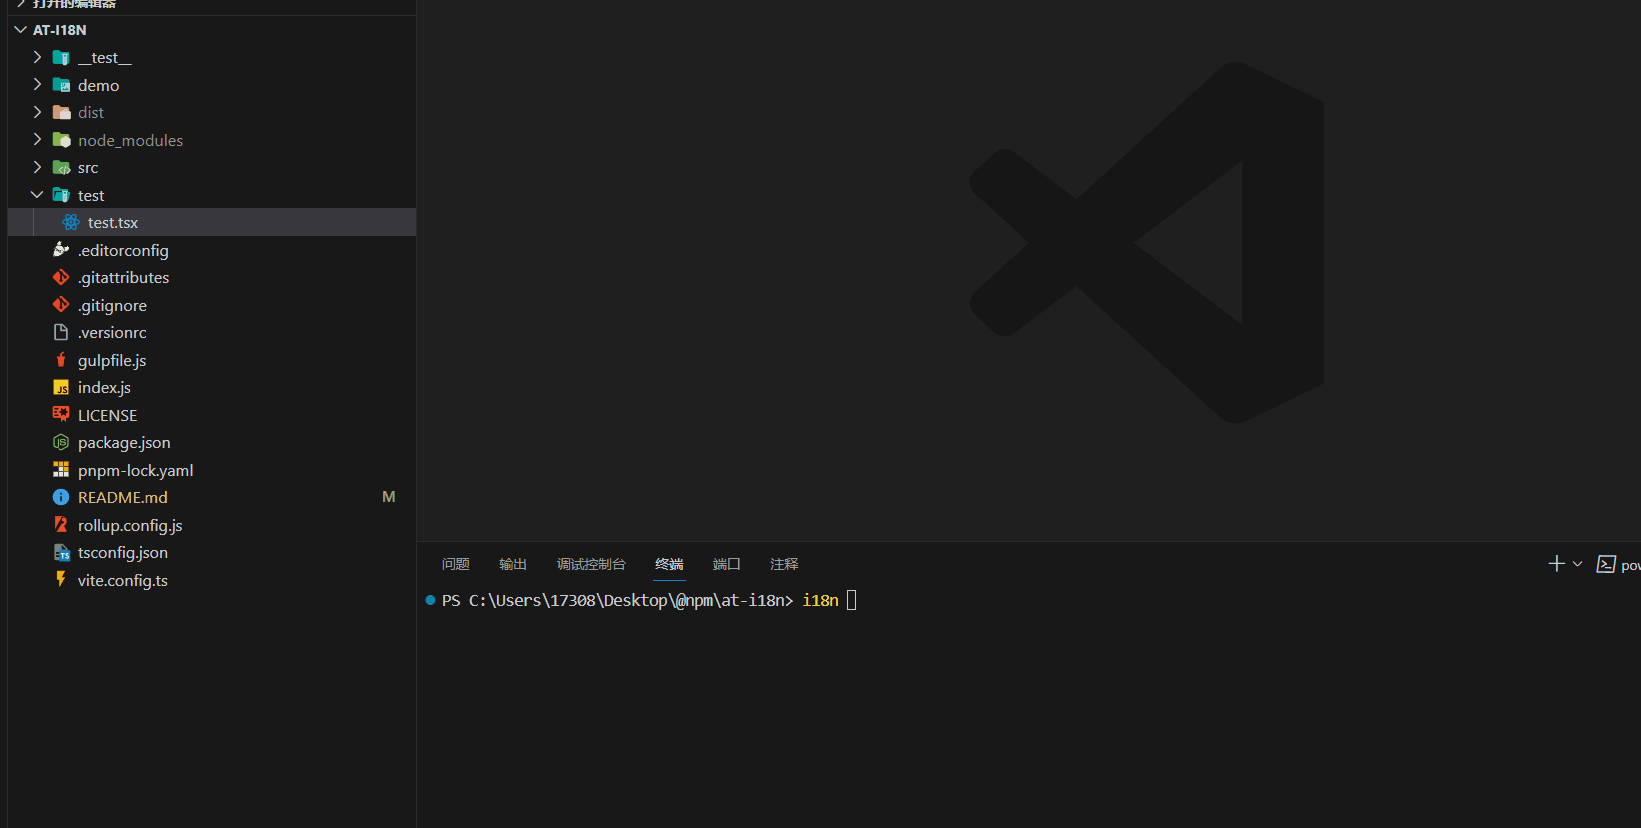 打开的编辑器
AT-I18N
__test__
demo
dist
node_modules
src
test
test.tsx
.editorconfig
.gitattributes
.gitignore
.versionrc
gulpfile.js
JS index.js
LICENSE
package.json
pnpm-lock.yaml
README.md M
rollup.config.js
TS tsconfig.json
vite.config.ts
问题 输出 调试控制台 终端 端口 注释
pow
PS C:\Users\17308\Desktop\@npm\at-i18n> i18n